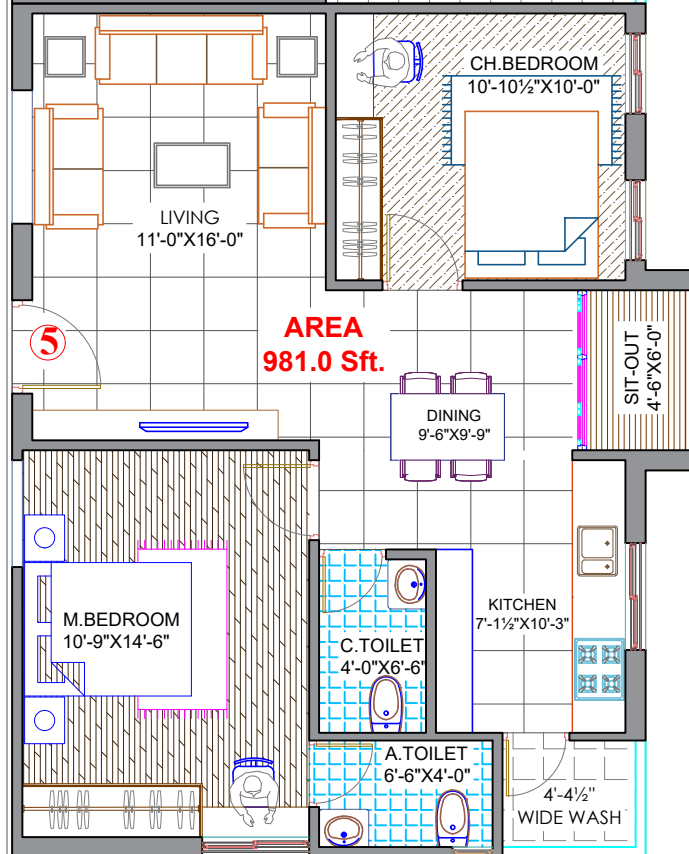 CH.BEDROOM
10'-10½"X10'-0"
LIVING
11'-0"X16'-0"
5
AREA
981.0 Sft.
SIT-OUT
4'-6"X6'-0"
DINING
9'-6"X9'-9"
M.BEDROOM
10'-9"X14'-6"
C.TOILET
4'-0"X6'-6"
KITCHEN
7'-1½"X10'-3"
A.TOILET
6'-6"X4'-0"
4'-4½"
WIDE WASH